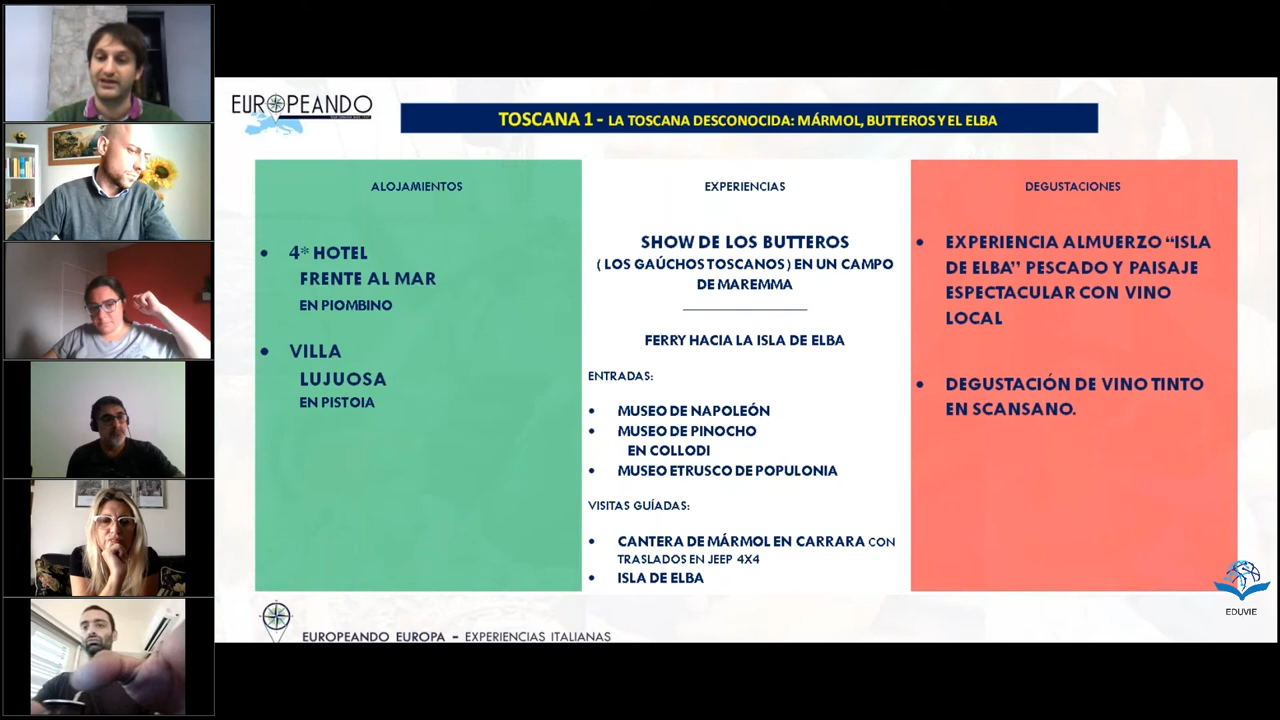 EUROPEANDO
TOSCANA 1 - LA TOSCANA DESCONOCIDA: MÁRMOL, BUTTEROS Y EL ELBA
ALOJAMIENTOS
• 4* HOTEL
FRENTE AL MAR
EN PIOMBINO
• VILLA
LUJUOSA
EN PISTOIA
EXPERIENCIAS
SHOW DE LOS BUTTEROS
( LOS GAÚCHOS TOSCANOS ) EN UN CAMPO
DE MAREMMA
FERRY HACIA LA ISLA DE ELBA
ENTRADAS:
• MUSEO DE NAPOLEÓN
• MUSEO DE PINOCHO
EN COLLODI
• MUSEO ETRUSCO DE POPULONIA
VISITAS GUÍADAS:
• CANTERA DE MÁRMOL EN CARRARA CON
TRASLADOS EN JEEP 4X4
• ISLA DE ELBA
DEGUSTACIONES
• EXPERIENCIA ALMUERZO “ISLA
DE ELBA” PESCADO Y PAISAJE
ESPECTACULAR CON VINO
LOCAL
• DEGUSTACIÓN DE VINO TINTO
EN SCANSANO.
EDUVIE
EUROPEANDO EUROPA – EXPERIENCIAS ITALIANAS